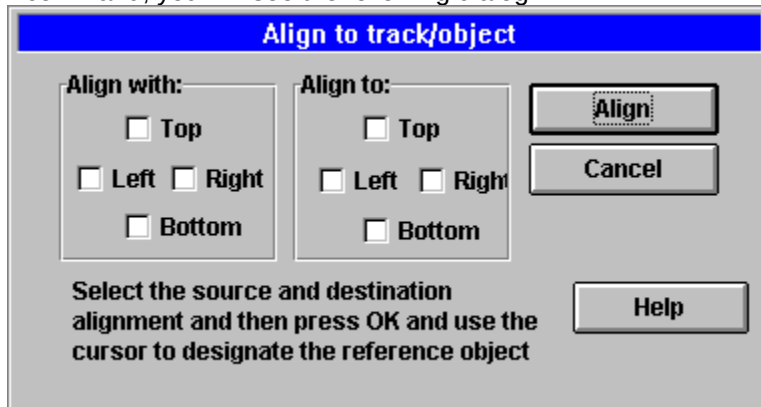 Align to track/object
Align with:
Top
Left Right
Bottom
Align to:
Top
Left Right
Bottom
Align
Cancel
Select the source and destination
alignment and then press OK and use the
cursor to designate the reference object
Help